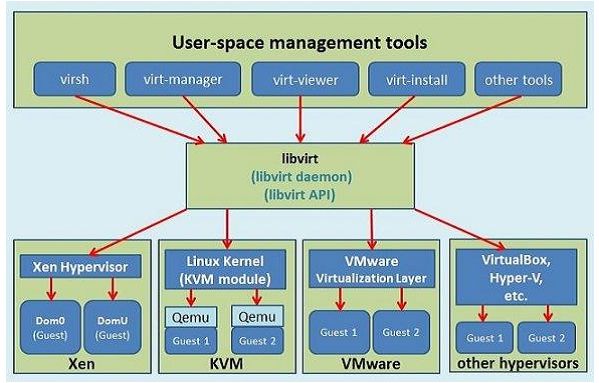 User-space management tools
virsh
virt-manager
virt-viewer
virt-install
other tools
libvirt
(libvirt daemon)
(libvirt API)
Xen Hypervisor
Dom0
(Guest)
DomU
(Guest)
Xen
Linux Kernel
(KVM module)
Qemu
Qemu
Guest 1
Guest 2
KVM
VMware
Virtualization Layer
Guest 1
Guest 2
VMware
VirtualBox,
Hyper-V,
etc.
Guest 1
Guest 2
other hypervisors